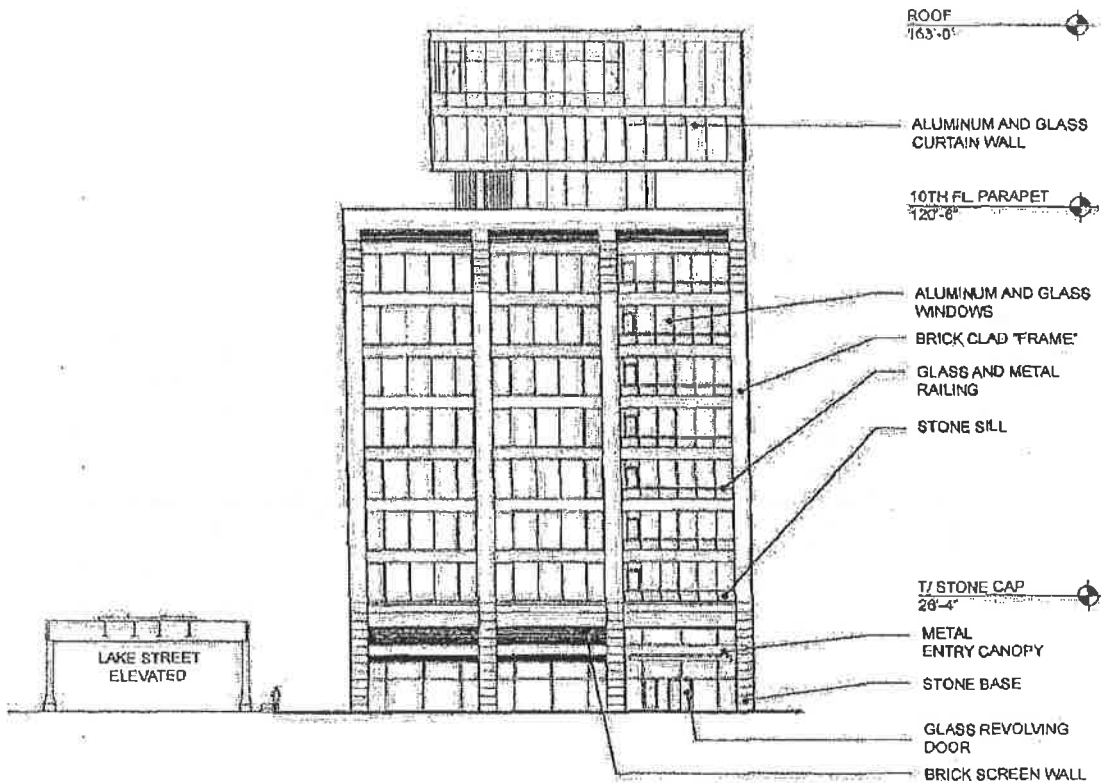 ROOF
163'-0"
ALUMINUM AND GLASS
CURTAIN WALL
10TH FL. PARAPET
120'-6"
ALUMINUM AND GLASS
WINDOWS
BRICK CLAD "FRAME"
GLASS AND METAL
RAILING
STONE SILL
T/ STONE CAP
26'-4"
METAL
ENTRY CANOPY
STONE BASE
GLASS REVOLVING
DOOR
BRICK SCREEN WALL
LAKE STREET
ELEVATED